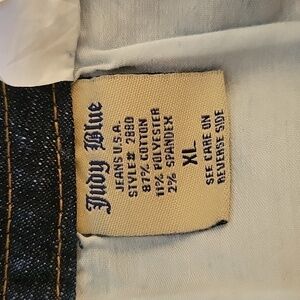 Judy Blue
JEANS U.S.A.
STYLE# 2880
87% COTTON
11% POLYESTER
2% SPANDEX
XL
SEE CARE ON
REVERSE SIDE